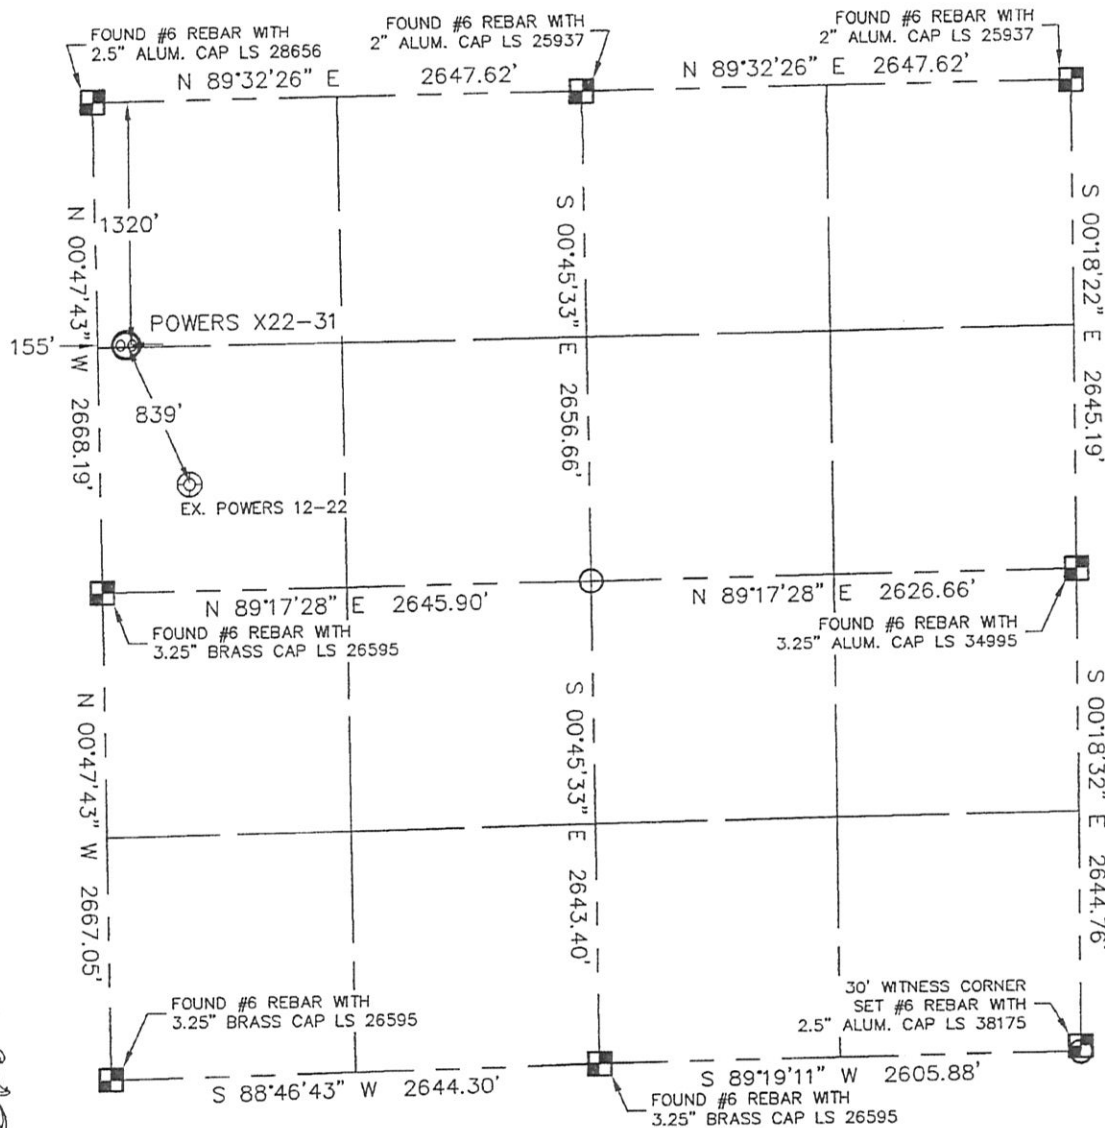 FOUND #6 REBAR WITH
2.5" ALUM. CAP LS 28656
FOUND #6 REBAR WITH
2" ALUM. CAP LS 25937
FOUND #6 REBAR WITH
2" ALUM. CAP LS 25937
N 89°32'26" E 2647.62'
N 89°32'26" E 2647.62'
N 00°47'43" W 2668.19'
1320'
S 00°45'33" E 2656.66'
S 00°18'22" E 2645.19'
POWERS X22-31
155'
839'
EX. POWERS 12-22
N 89°17'28" E 2645.90'
N 89°17'28" E 2626.66'
FOUND #6 REBAR WITH
3.25" BRASS CAP LS 26595
FOUND #6 REBAR WITH
3.25" ALUM. CAP LS 34995
N 00°47'43" W 2667.05'
S 00°45'33" E 2643.40'
S 00°18'32" E 2644.76'
FOUND #6 REBAR WITH
3.25" BRASS CAP LS 26595
30' WITNESS CORNER
SET #6 REBAR WITH
2.5" ALUM. CAP LS 38175
S 88°46'43" W 2644.30'
S 89°19'11" W 2605.88'
FOUND #6 REBAR WITH
3.25" BRASS CAP LS 26595